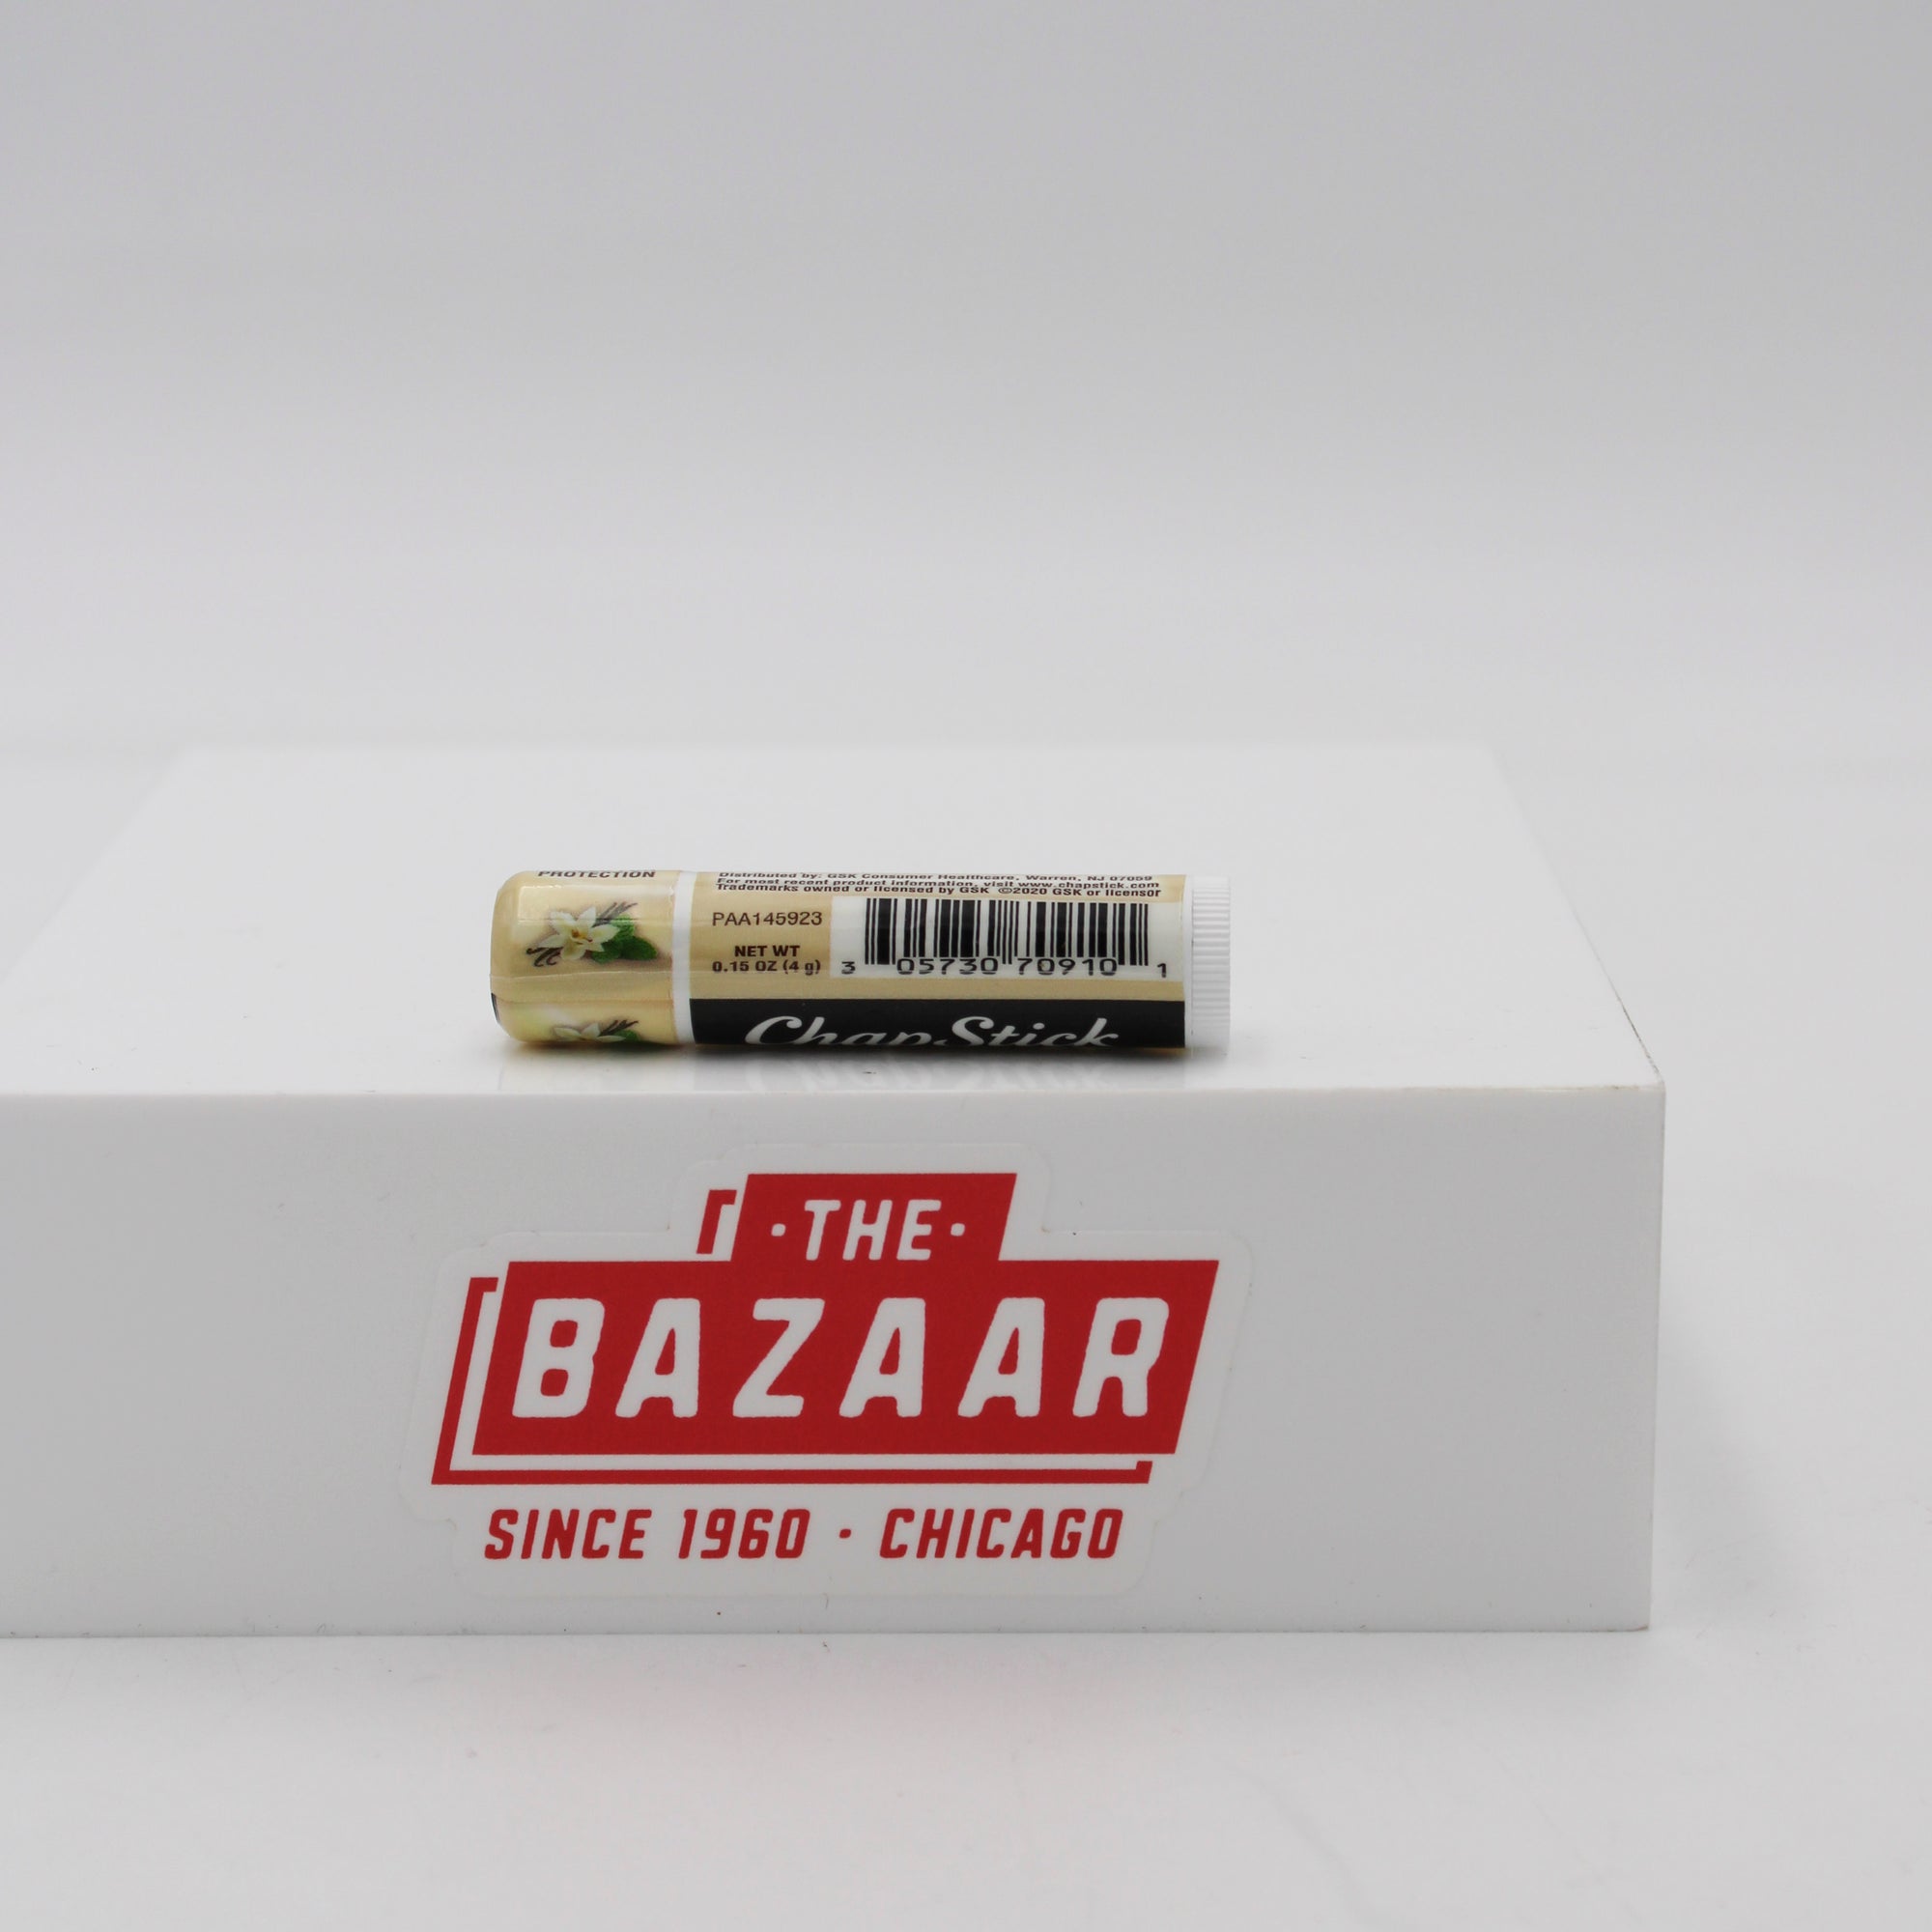 PROTECTION
Distributed by: GSK Consumer Healthcare, Warren, NJ 07059
For most recent product information, visit www.chapstick.com
Trademarks owned or licensed by GSK ©2020 GSK or licensor
PAA145923
NET WT
0.15 OZ (4 g)
3 05730 70910 1
ChapStick
·THE·
BAZAAR
SINCE 1960 · CHICAGO